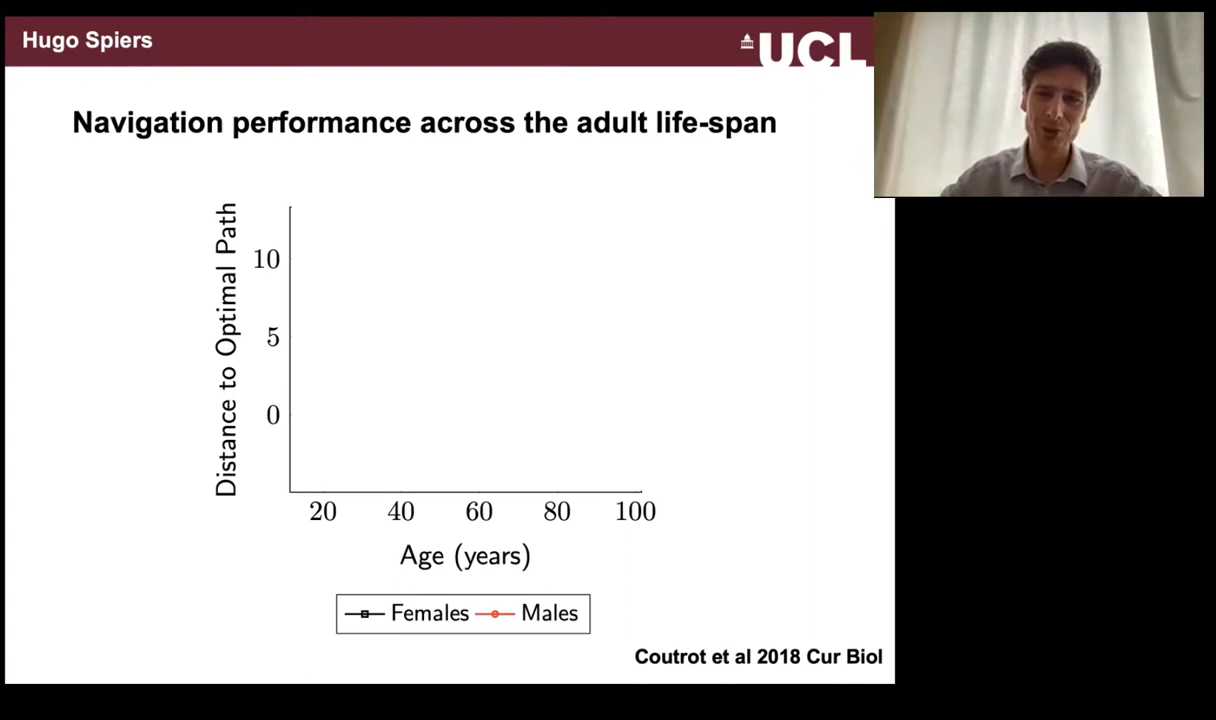 Hugo Spiers
UCL
Navigation performance across the adult life-span
Distance to Optimal Path
10
5
0
20 40 60 80 100
Age (years)
Females Males
Coutrot et al 2018 Cur Biol